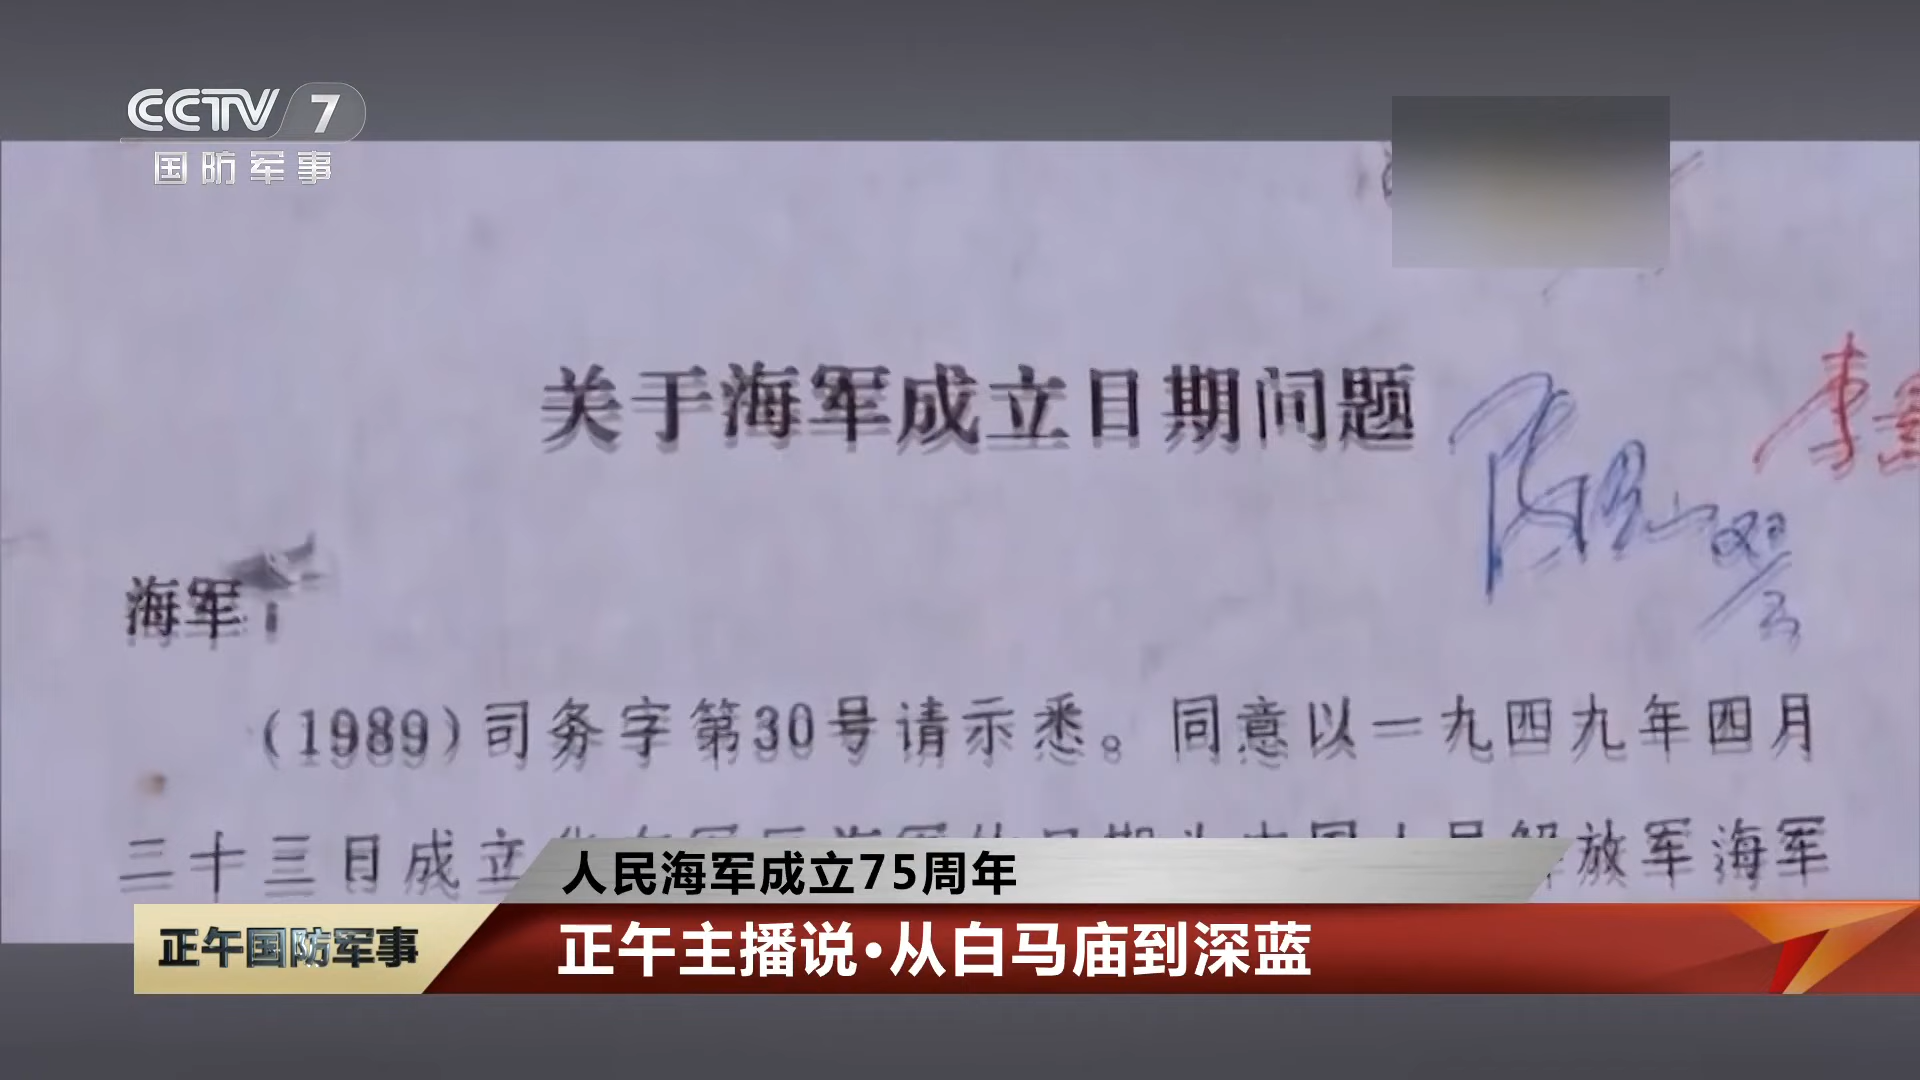 CCTV 7
国防军事
关于海军成立日期问题
海军：
(1989)司务字第30号请示悉。同意以一九四九年四月
二十三日成立 解放军海军
人民海军成立75周年
正午国防军事
正午主播说·从白马庙到深蓝